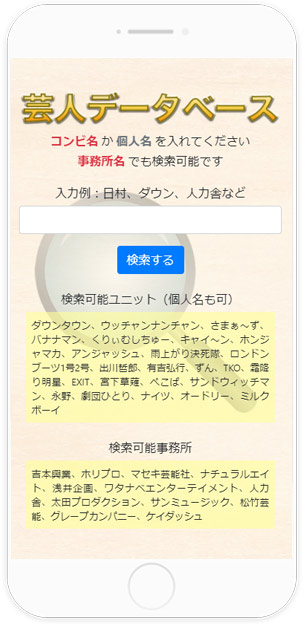 芸人データベース
コンビ名 か 個人名 を入れてください
事務所名 でも検索可能です
入力例：日村、ダウン、人力舎など
検索する
検索可能ユニット（個人名も可）
ダウンタウン、ウッチャンナンチャン、さまぁ～ず、
バナナマン、くりぃむしちゅー、キャイ～ン、ホンジ
ャマカ、アンジャッシュ、雨上がり決死隊、ロンドン
ブーツ1号2号、出川哲郎、有吉弘行、ずん、TKO、霜降
り明星、EXIT、宮下草薙、ぺこぱ、サンドウィッチマ
ン、永野、劇団ひとり、ナイツ、オードリー、ミルク
ボーイ
検索可能事務所
吉本興業、ホリプロ、マセキ芸能社、ナチュラルエイ
ト、浅井企画、ワタナベエンターテイメント、人力
舎、太田プロダクション、サンミュージック、松竹芸
能、グレープカンパニー、ケイダッシュ